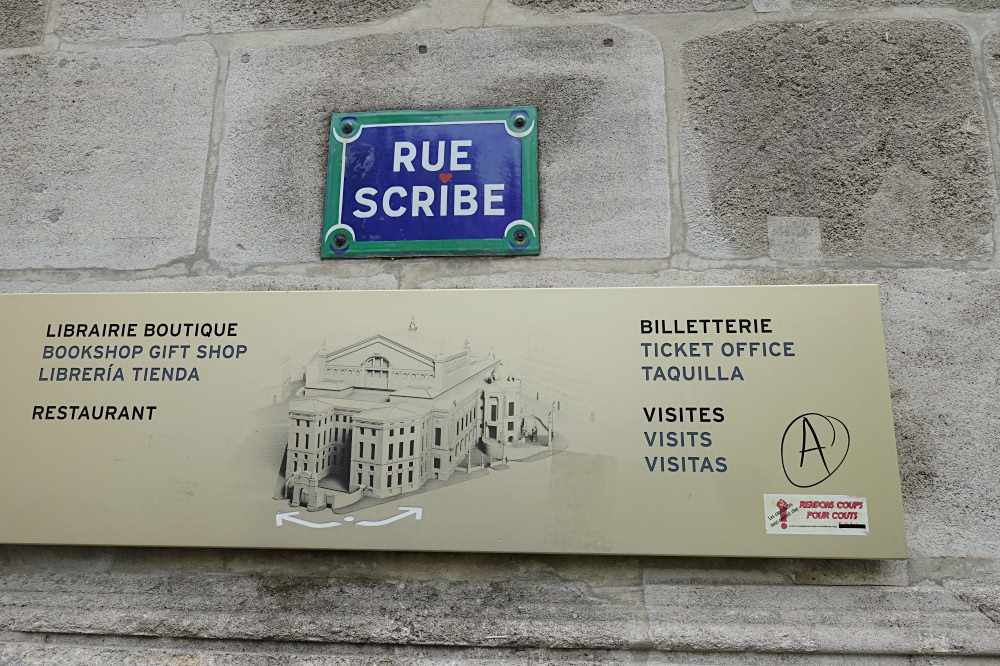 RUE
SCRIBE
LIBRAIRIE BOUTIQUE
BOOKSHOP GIFT SHOP
LIBRERÍA TIENDA
RESTAURANT
BILLETTERIE
TICKET OFFICE
TAQUILLA
VISITES
VISITS
VISITAS
A
RENDONS COUPS
POUR COUTS